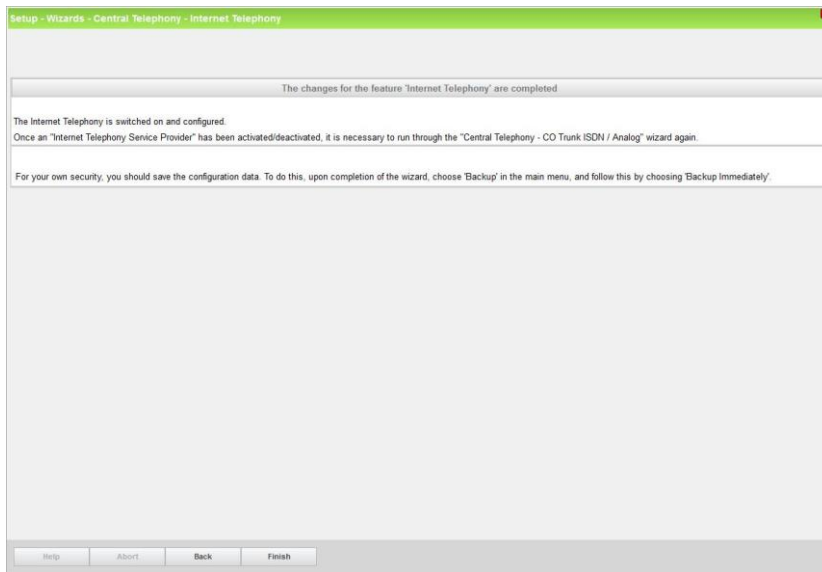 Setup - Wizards - Central Telephony - Internet Telephony
The changes for the feature 'Internet Telephony' are completed
The Internet Telephony is switched on and configured.
Once an "Internet Telephony Service Provider" has been activated/deactivated, it is necessary to run through the "Central Telephony - CO Trunk ISDN / Analog" wizard again.
For your own security, you should save the configuration data. To do this, upon completion of the wizard, choose 'Backup' in the main menu, and follow this by choosing 'Backup Immediately'.
Help Abort Back Finish